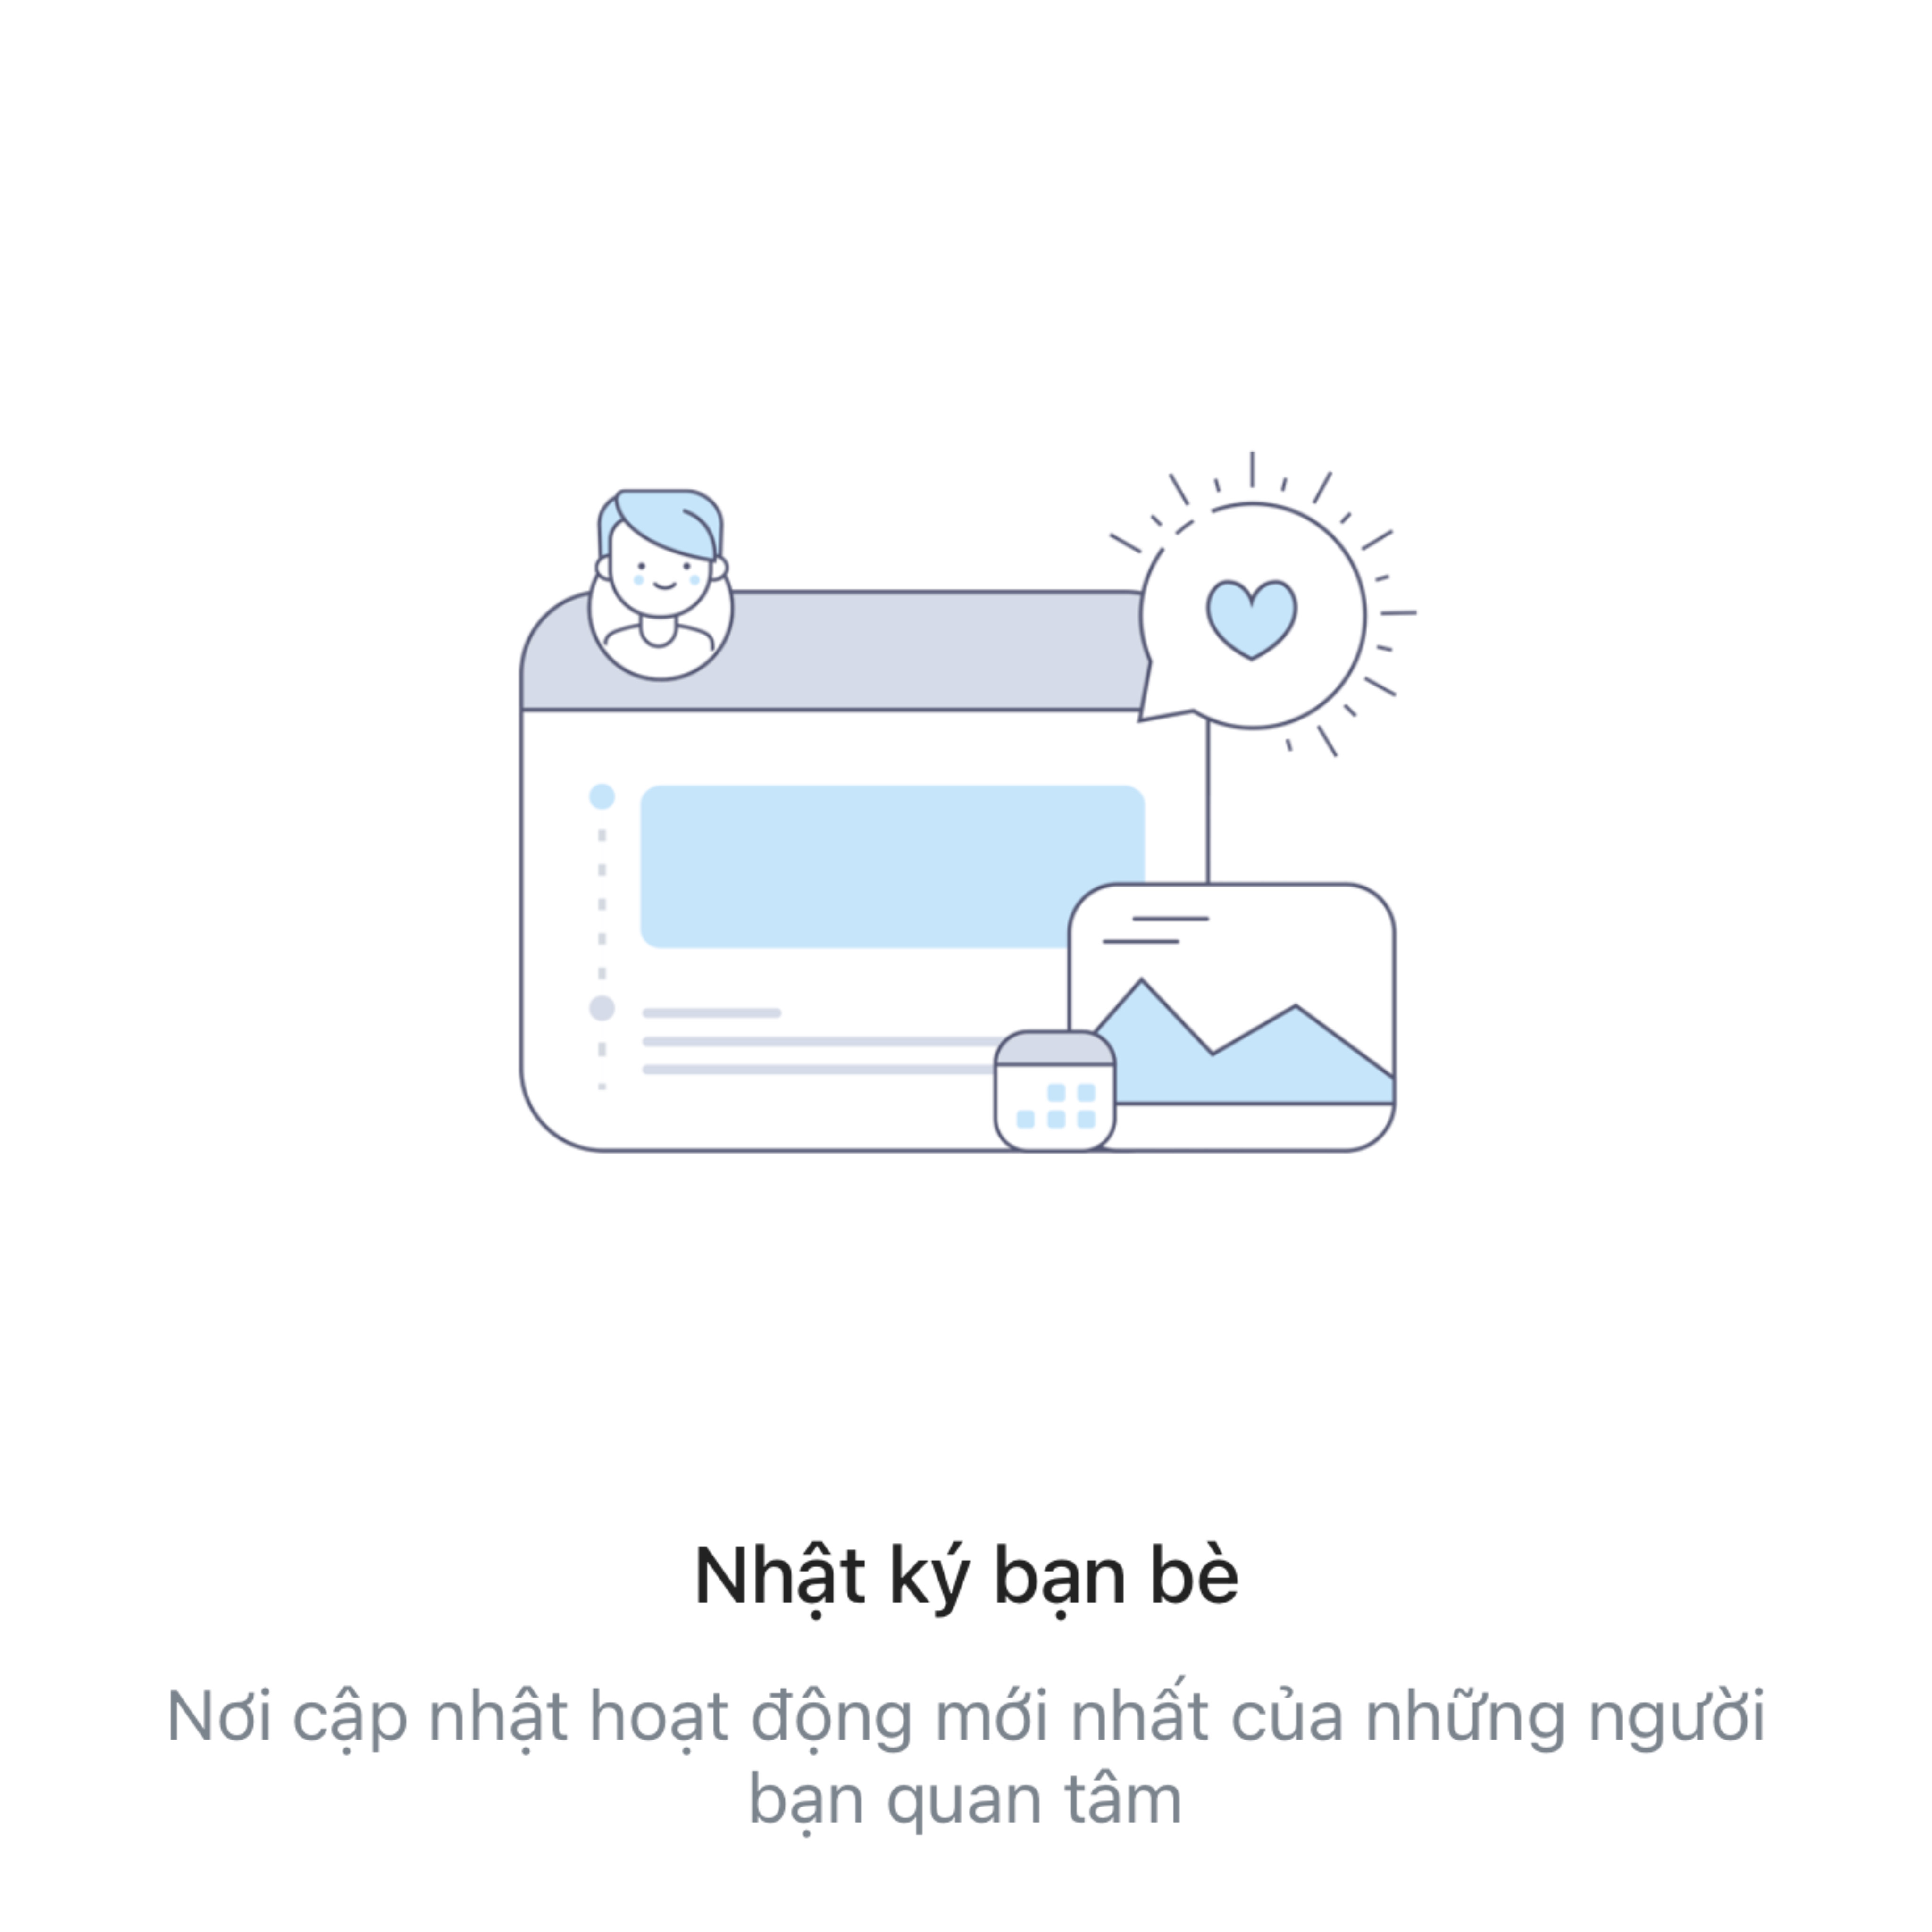 Nhật ký bạn bè
Nơi cập nhật hoạt động mới nhất của những người
bạn quan tâm